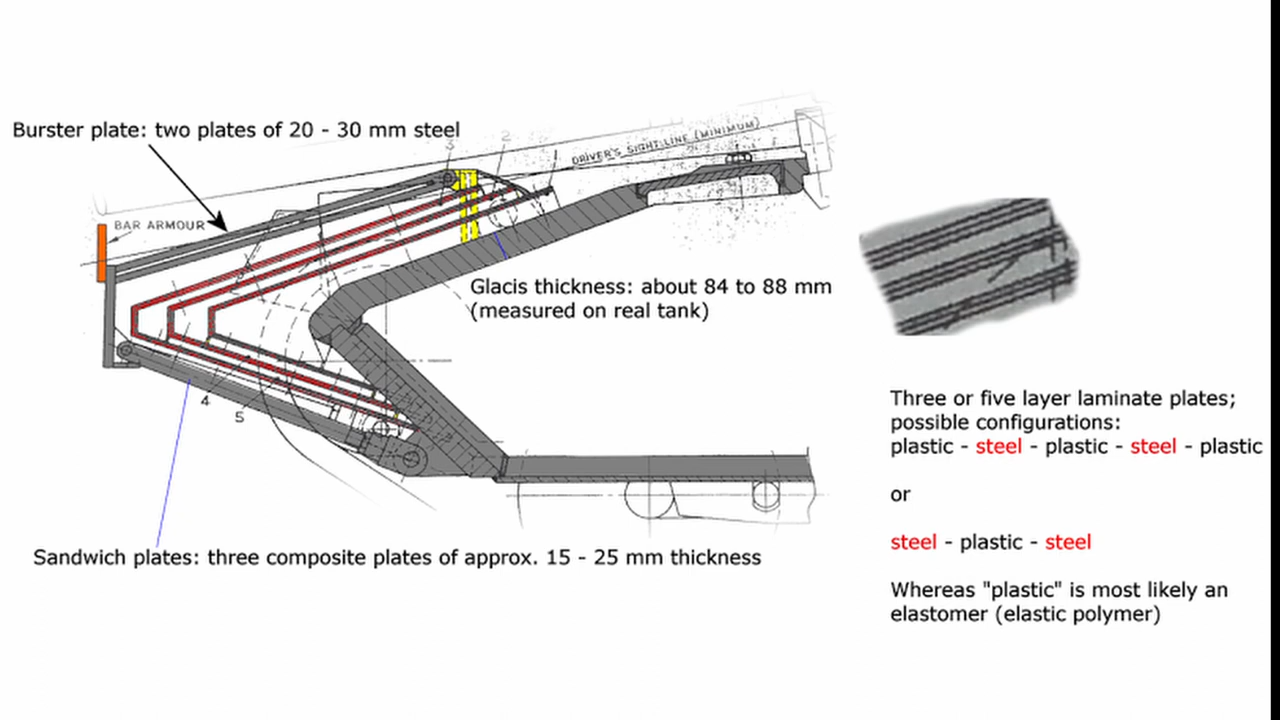 Burster plate: two plates of 20 - 30 mm steel
3
2
DRIVER'S SIGHT LINE (MINIMUM)
BAR ARMOUR
Glacis thickness: about 84 to 88 mm
(measured on real tank)
4
5
Sandwich plates: three composite plates of approx. 15 - 25 mm thickness
Three or five layer laminate plates;
possible configurations:
plastic - steel - plastic - steel - plastic
or
steel - plastic - steel
Whereas "plastic" is most likely an
elastomer (elastic polymer)